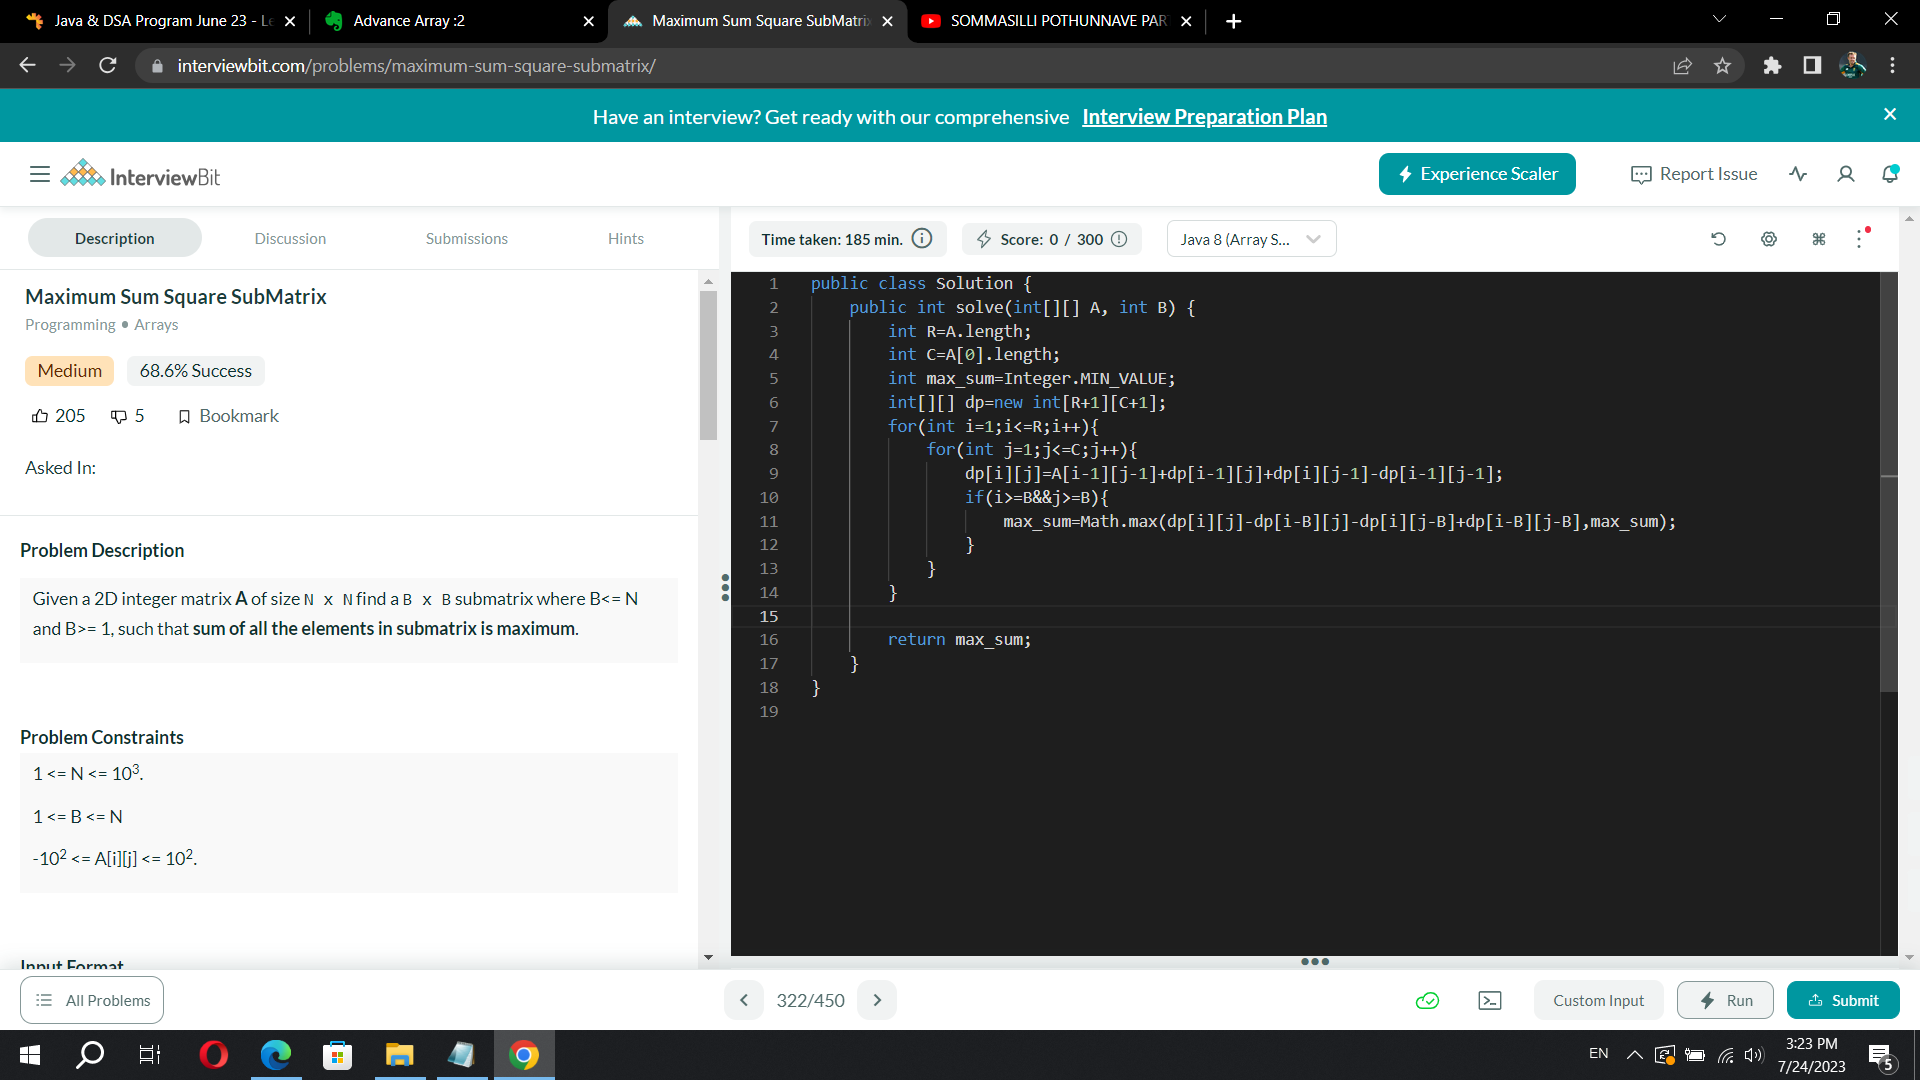 Java & DSA Program June 23 - Le
Advance Array :2
Maximum Sum Square SubMatrix
SOMMASILLI POTHUNNAVE PAR
interviewbit.com/problems/maximum-sum-square-submatrix/
Have an interview? Get ready with our comprehensive Interview Preparation Plan
InterviewBit
Experience Scaler
Report Issue
Description
Discussion
Submissions
Hints
Time taken: 185 min.
Score: 0 / 300
Java 8 (Array S...
Maximum Sum Square SubMatrix
Programming • Arrays
Medium
68.6% Success
205
5
Bookmark
Asked In:
Problem Description
Given a 2D integer matrix A of size N x N find a B x B submatrix where B<= N
and B>= 1, such that sum of all the elements in submatrix is maximum.
Problem Constraints
1 <= N <= 10³.
1 <= B <= N
-10² <= A[i][j] <= 10².
Input Format
1 public class Solution {
2 public int solve(int[][] A, int B) {
3 int R=A.length;
4 int C=A[0].length;
5 int max_sum=Integer.MIN_VALUE;
6 int[][] dp=new int[R+1][C+1];
7 for(int i=1;i<=R;i++){
8 for(int j=1;j<=C;j++){
9 dp[i][j]=A[i-1][j-1]+dp[i-1][j]+dp[i][j-1]-dp[i-1][j-1];
10 if(i>=B&&j>=B){
11 max_sum=Math.max(dp[i][j]-dp[i-B][j]-dp[i][j-B]+dp[i-B][j-B],max_sum);
12 }
13 }
14 }
15
16 return max_sum;
17 }
18 }
19
All Problems
322/450
Custom Input
Run
Submit
EN
3:23 PM
7/24/2023
5